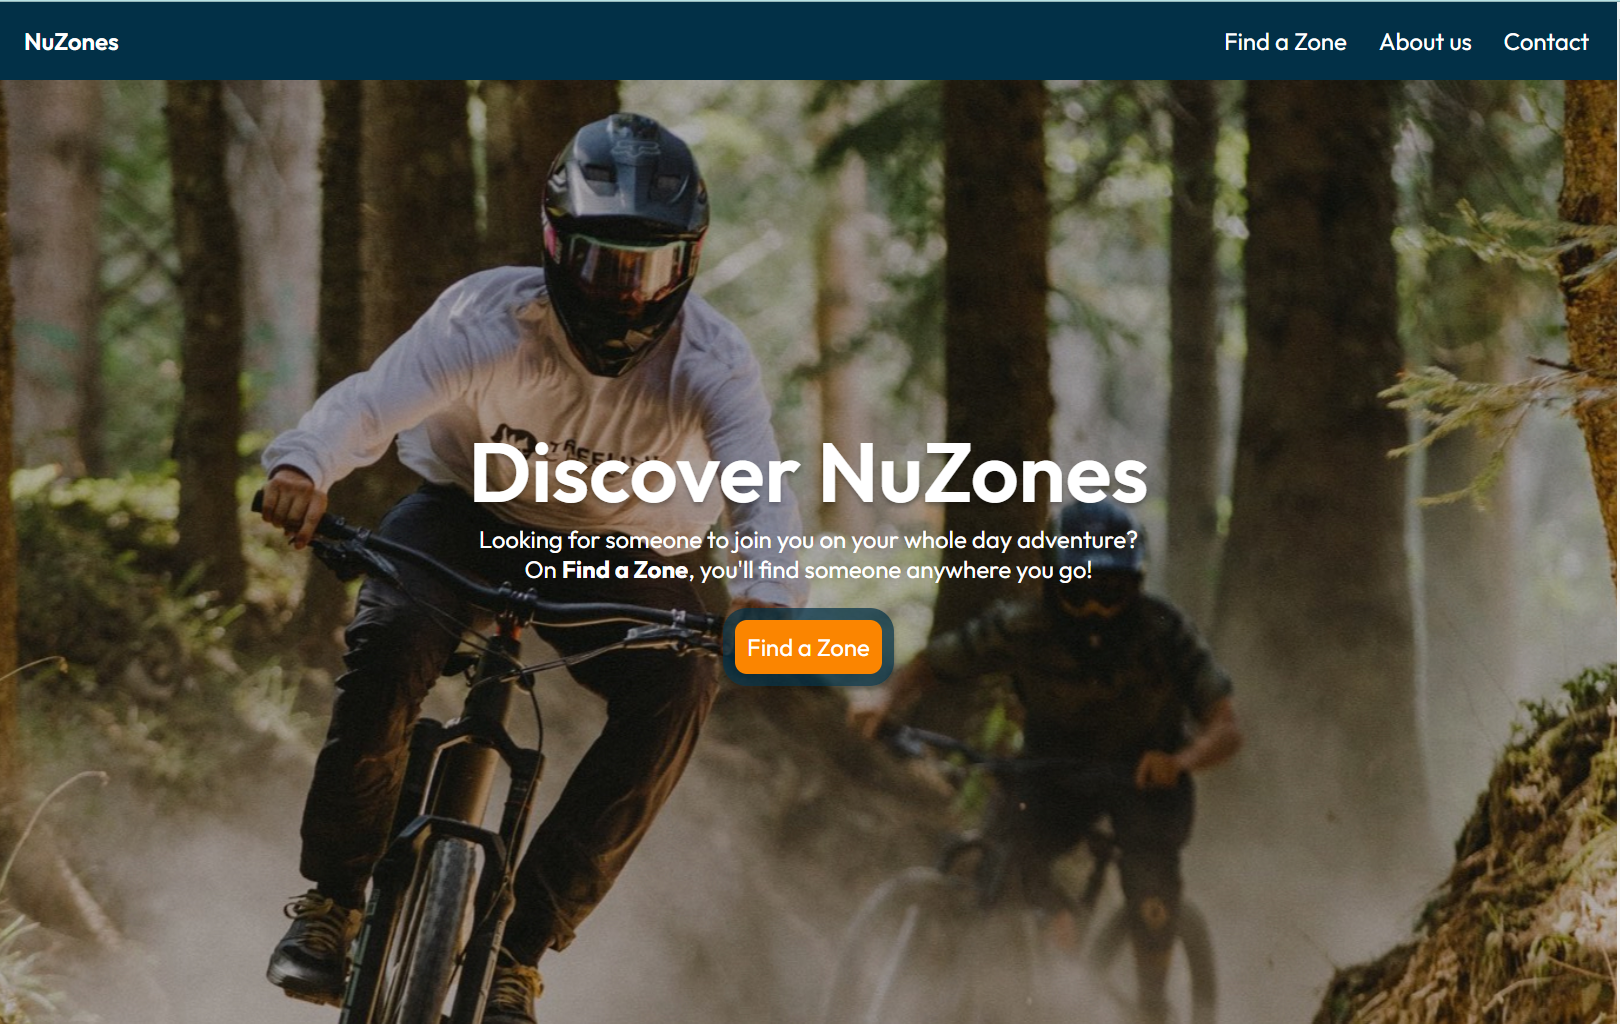 NuZones
Find a Zone
About us
Contact
Discover NuZones
Looking for someone to join you on your whole day adventure?
On Find a Zone, you'll find someone anywhere you go!
Find a Zone